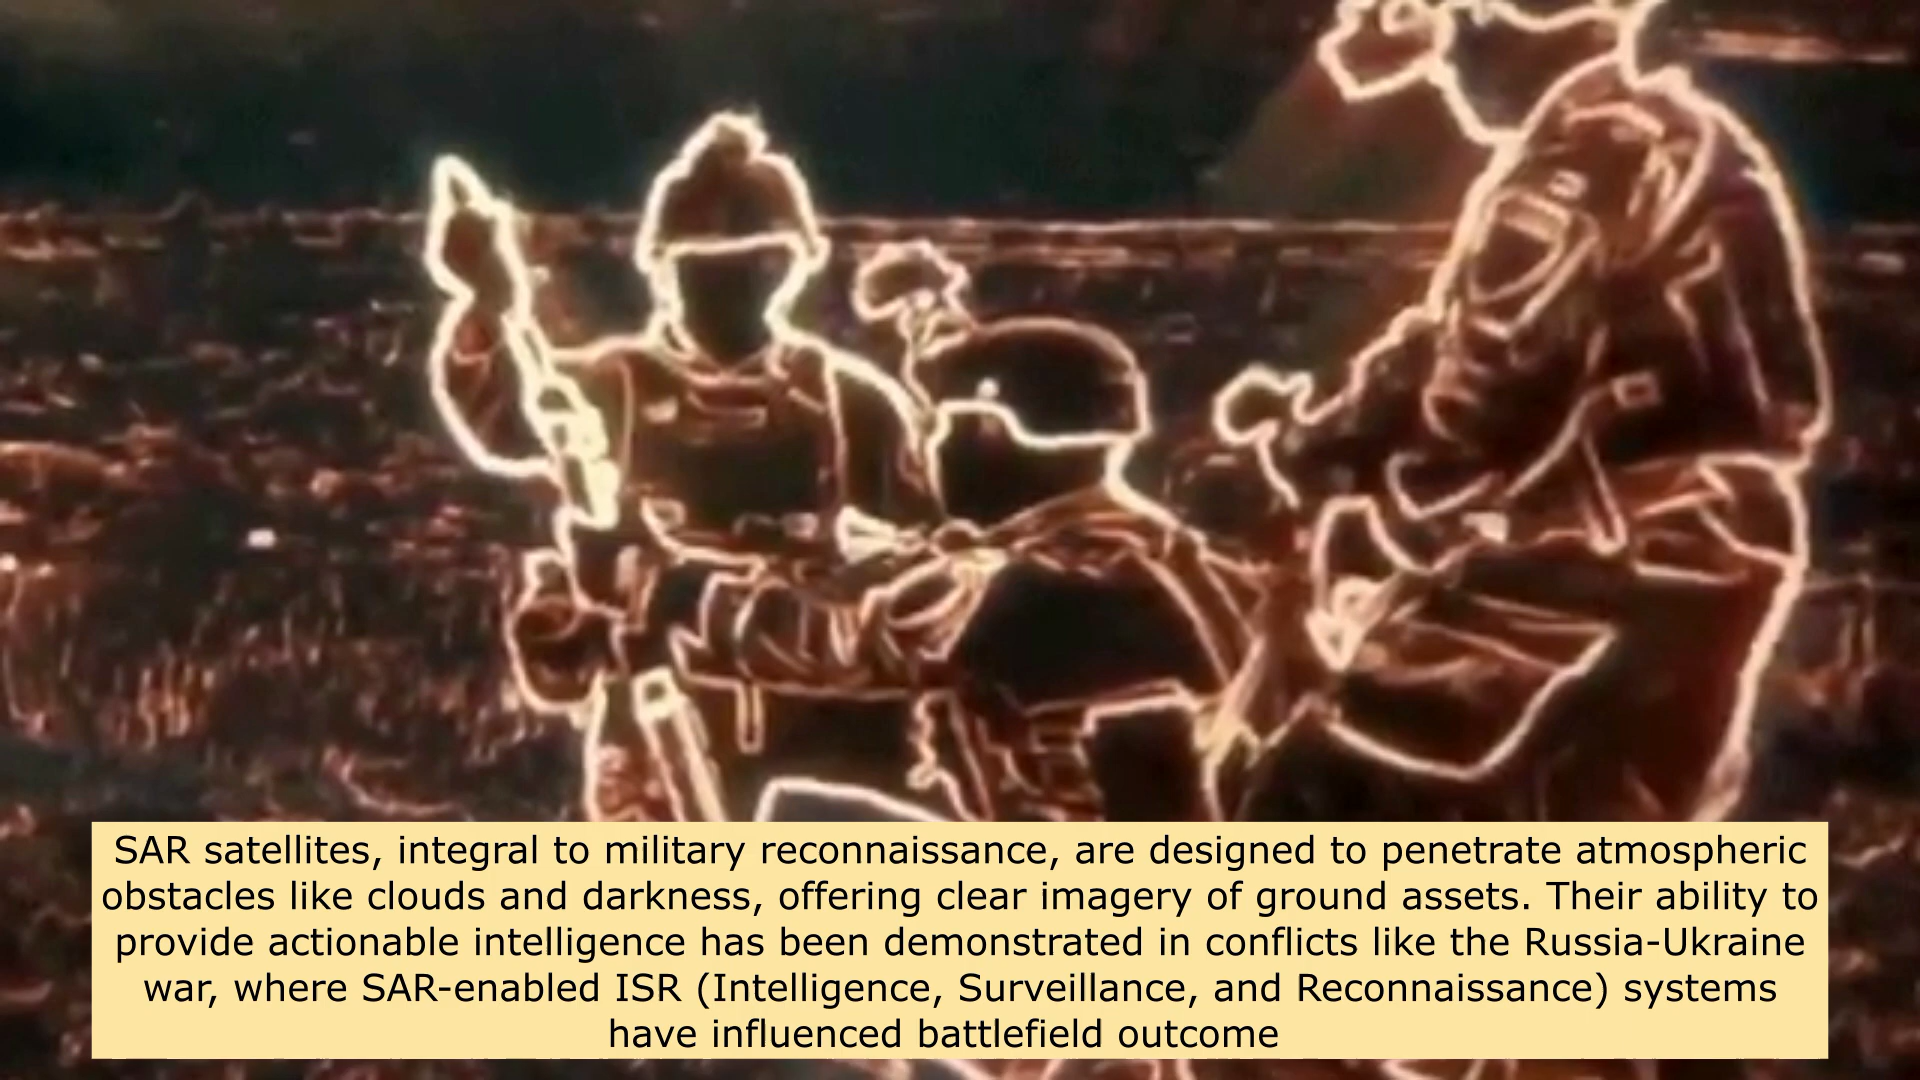 SAR satellites, integral to military reconnaissance, are designed to penetrate atmospheric
obstacles like clouds and darkness, offering clear imagery of ground assets. Their ability to
provide actionable intelligence has been demonstrated in conflicts like the Russia-Ukraine
war, where SAR-enabled ISR (Intelligence, Surveillance, and Reconnaissance) systems
have influenced battlefield outcome